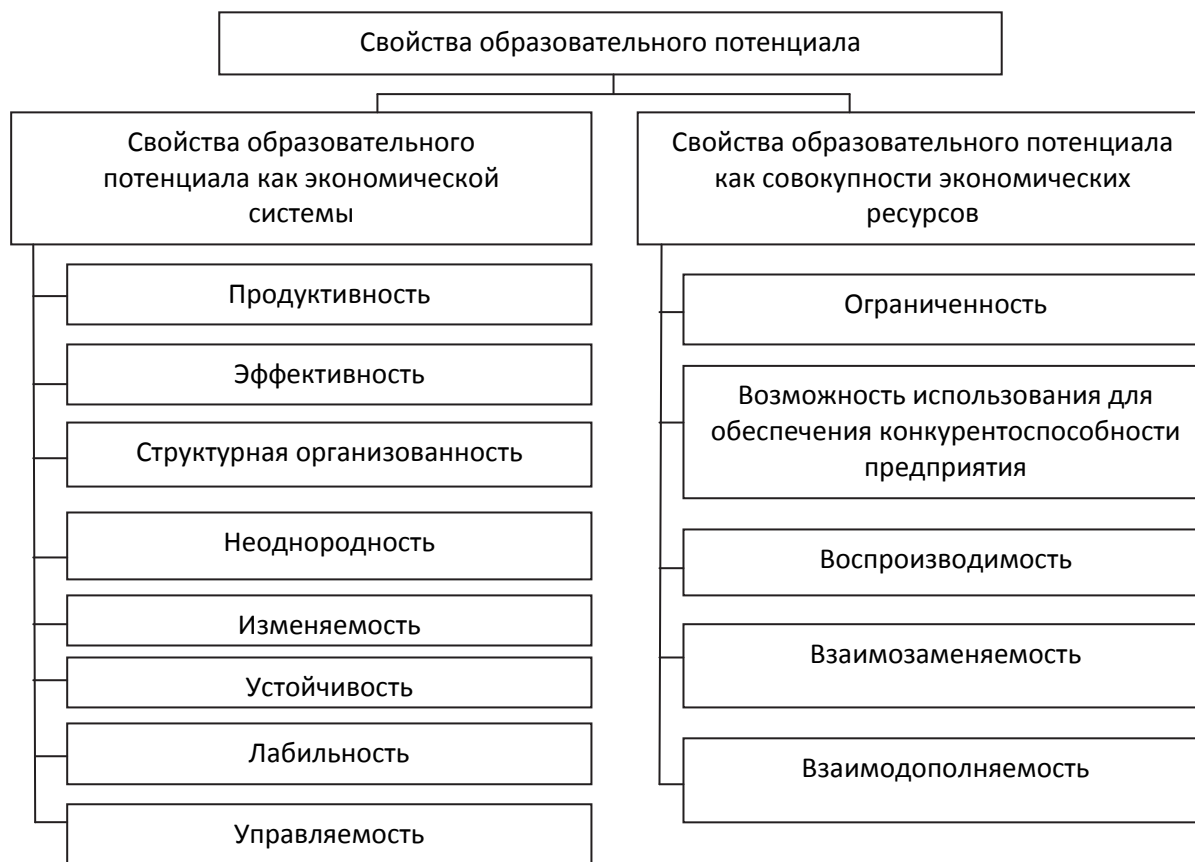 Свойства образовательного потенциала
Свойства образовательного
потенциала как экономической
системы
Продуктивность
Эффективность
Структурная организованность
Неоднородность
Изменяемость
Устойчивость
Лабильность
Управляемость
Свойства образовательного потенциала
как совокупности экономических
ресурсов
Ограниченность
Возможность использования для
обеспечения конкурентоспособности
предприятия
Воспроизводимость
Взаимозаменяемость
Взаимодополняемость